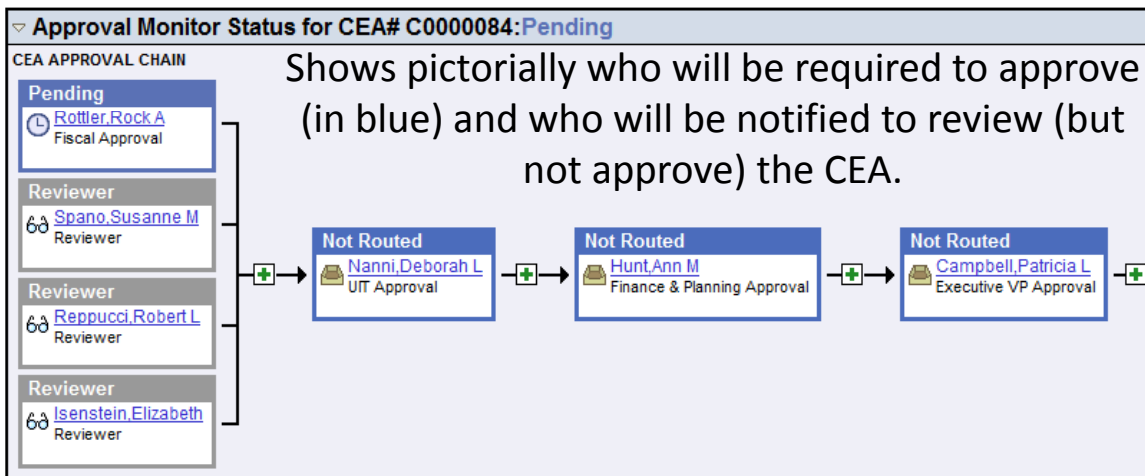 Approval Monitor Status for CEA# C0000084:Pending
CEA APPROVAL CHAIN
Shows pictorially who will be required to approve
(in blue) and who will be notified to review (but
not approve) the CEA.
Pending
Rottler,Rock A
Fiscal Approval
Reviewer
Spano,Susanne M
Reviewer
Reviewer
Reppucci,Robert L
Reviewer
Reviewer
Isenstein,Elizabeth
Reviewer
Not Routed
Nanni,Deborah L
UIT Approval
Not Routed
Hunt,Ann M
Finance & Planning Approval
Not Routed
Campbell,Patricia L
Executive VP Approval